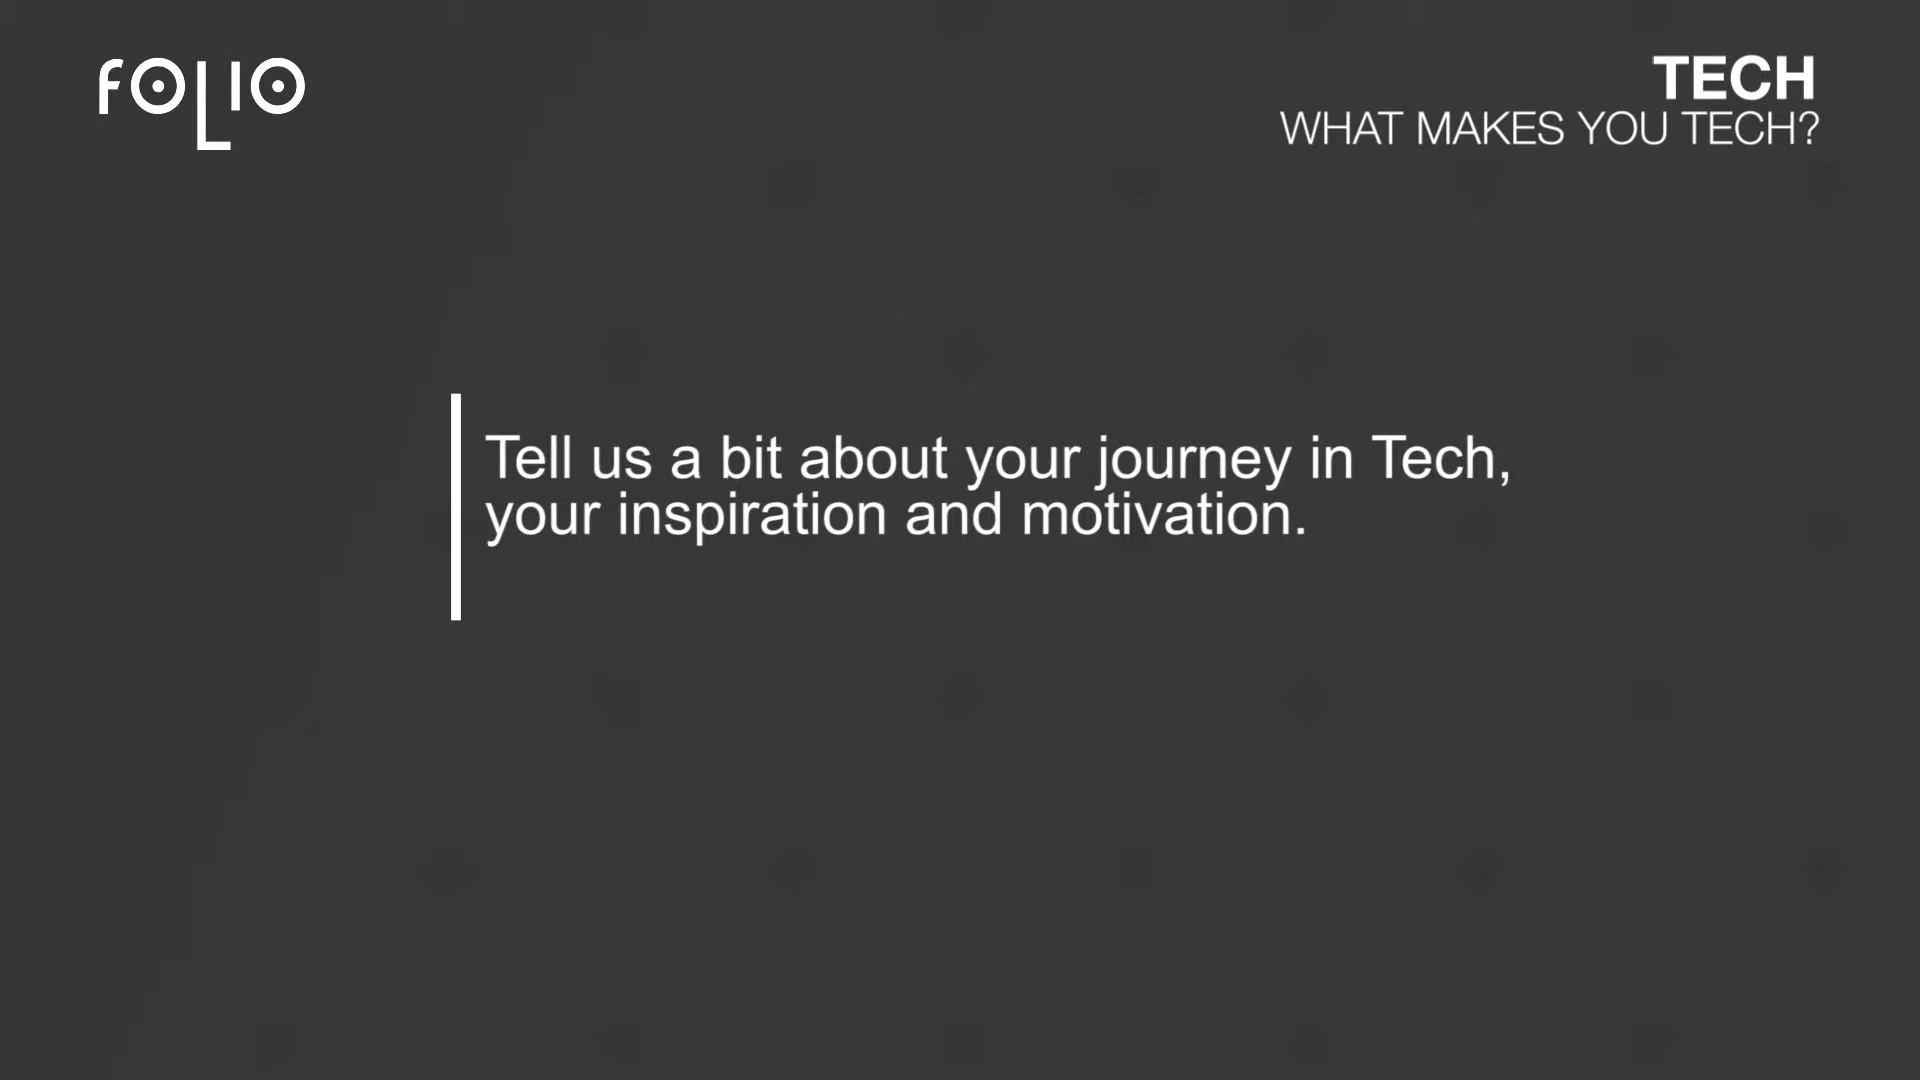 FOLIO
TECH
WHAT MAKES YOU TECH?
Tell us a bit about your journey in Tech,
your inspiration and motivation.